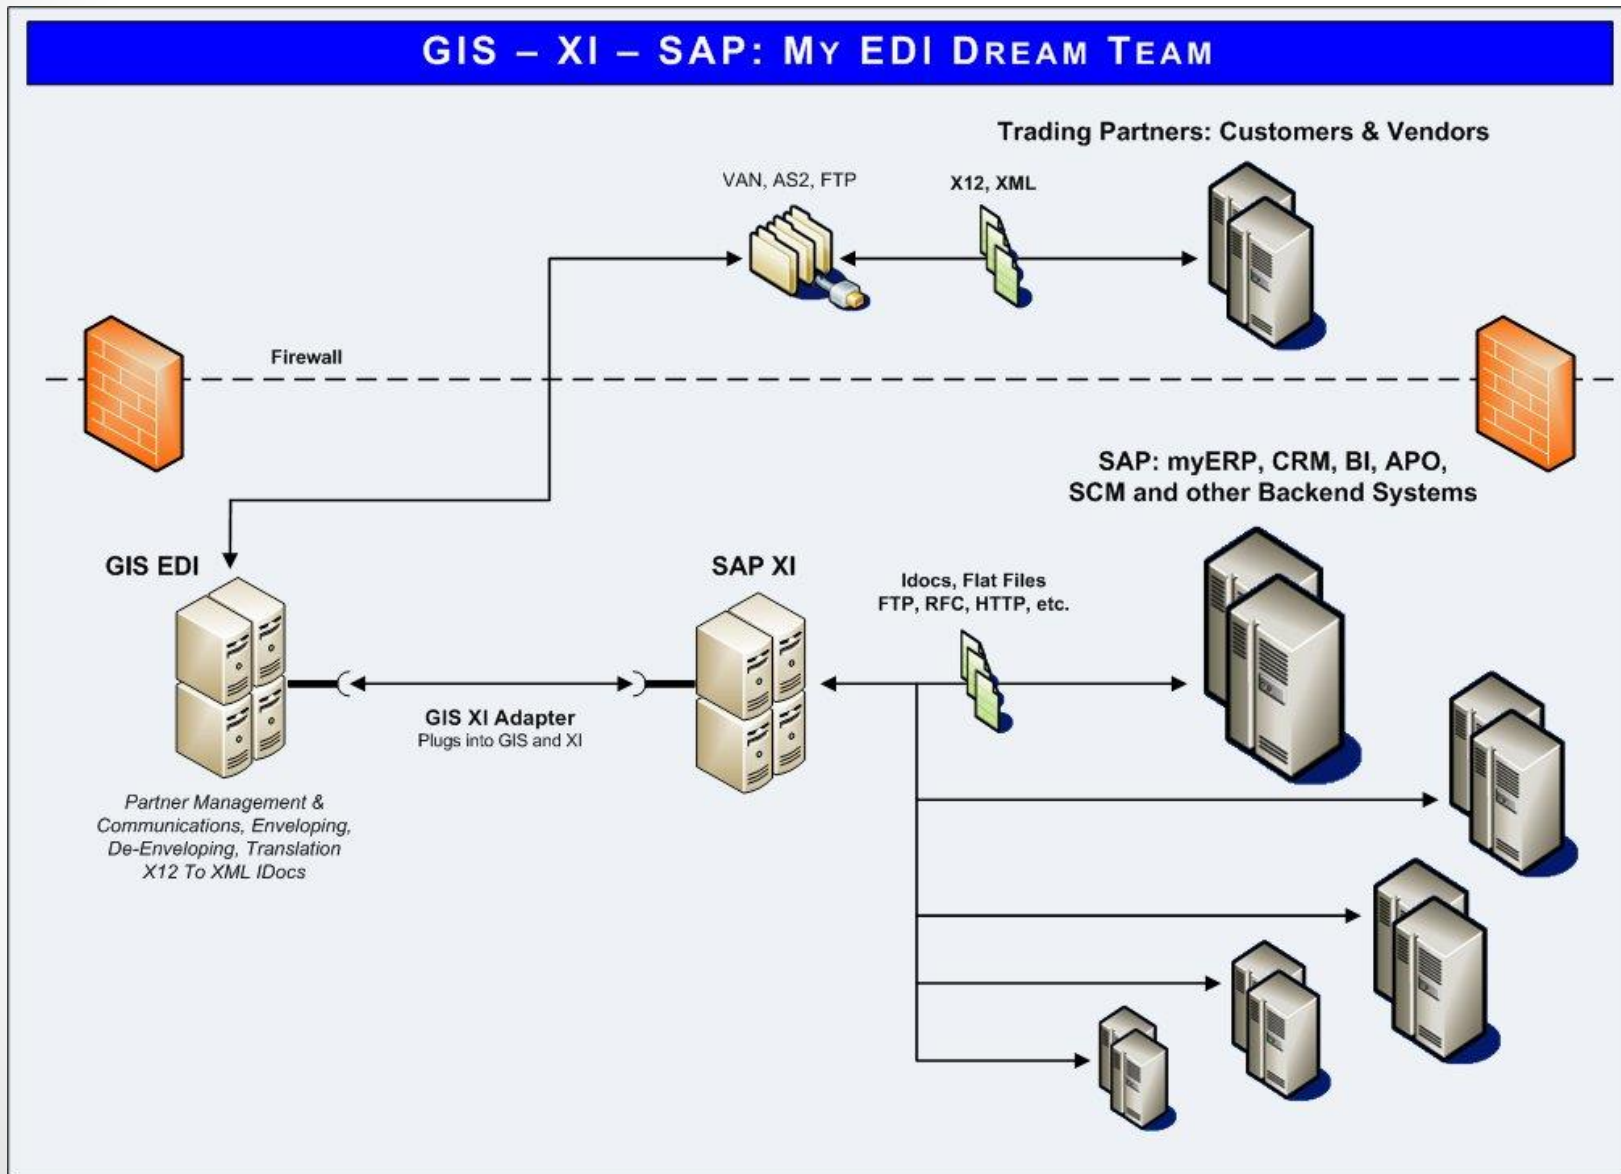 GIS – XI – SAP: MY EDI DREAM TEAM
Trading Partners: Customers & Vendors
VAN, AS2, FTP
X12, XML
Firewall
SAP: myERP, CRM, BI, APO,
SCM and other Backend Systems
GIS EDI
SAP XI
Idocs, Flat Files
FTP, RFC, HTTP, etc.
GIS XI Adapter
Plugs into GIS and XI
Partner Management &
Communications, Enveloping,
De-Enveloping, Translation
X12 To XML IDocs